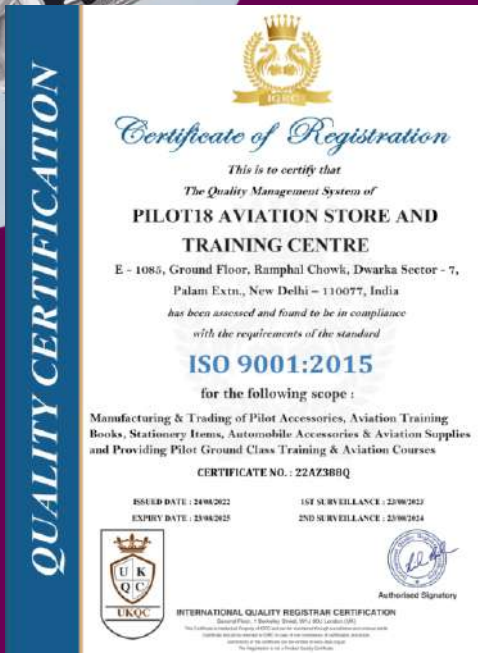 QUALITY CERTIFICATION
IQRC
Certificate of Registration
This is to certify that
The Quality Management System of
PILOT18 AVIATION STORE AND
TRAINING CENTRE
E - 1085, Ground Floor, Ramphal Chowk, Dwarka Sector - 7,
Palam Extn., New Delhi – 110077, India
has been assessed and found to be in compliance
with the requirements of the standard
ISO 9001:2015
for the following scope :
Manufacturing & Trading of Pilot Accessories, Aviation Training
Books, Stationery Items, Automobile Accessories & Aviation Supplies
and Providing Pilot Ground Class Training & Aviation Courses
CERTIFICATE NO. : 22AZ3BBQ
ISSUED DATE : 24/08/2022
1ST SURVEILLANCE : 23/08/2023
EXPIRY DATE : 23/08/2025
2ND SURVEILLANCE : 23/08/2024
U K
Q C
UKQC
Authorised Signatory
INTERNATIONAL QUALITY REGISTRAR CERTIFICATION